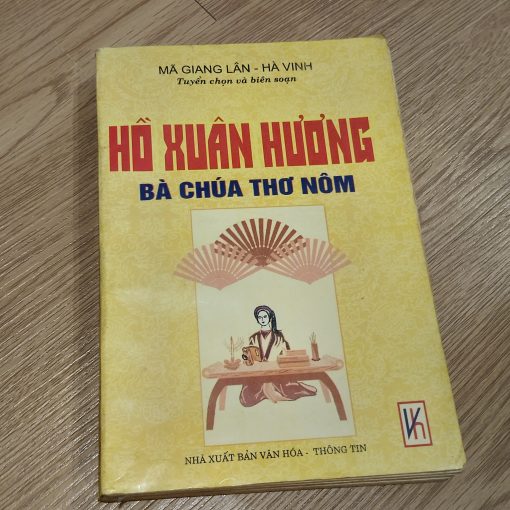 MÃ GIANG LÂN - HÀ VINH
Tuyển chọn và biên soạn
HỒ XUÂN HƯƠNG
BÀ CHÚA THƠ NÔM
Vh
NHÀ XUẤT BẢN VĂN HÓA - THÔNG TIN